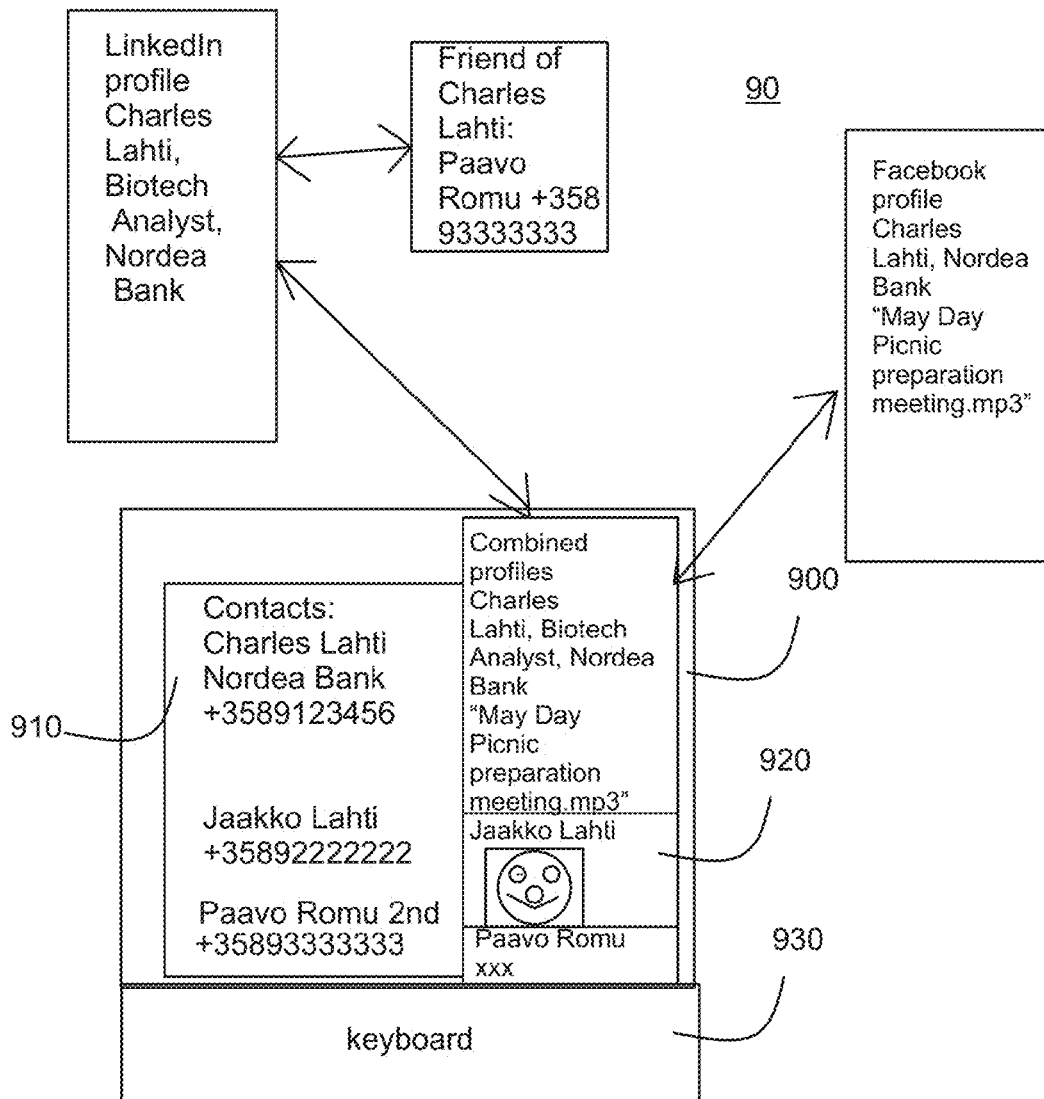 LinkedIn
profile
Charles
Lahti,
Biotech
Analyst,
Nordea
Bank
Friend of
Charles
Lahti:
Paavo
Romu +358
93333333
90
Facebook
profile
Charles
Lahti, Nordea
Bank
“May Day
Picnic
preparation
meeting.mp3”
Combined
profiles
Charles
Lahti, Biotech
Analyst, Nordea
Bank
“May Day
Picnic
preparation
meeting.mp3”
900
Contacts:
Charles Lahti
Nordea Bank
+3589123456
910
920
Jaakko Lahti
+35892222222
Jaakko Lahti
Paavo Romu 2nd
+35893333333
Paavo Romu
xxx
930
keyboard